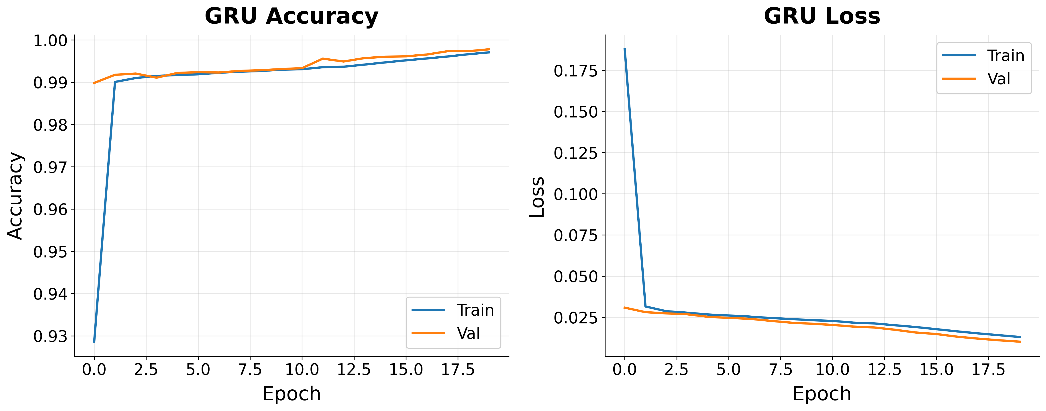 GRU Accuracy
1.00
0.99
0.98
0.97
0.96
0.95
0.94
0.93
Accuracy
0.0 2.5 5.0 7.5 10.0 12.5 15.0 17.5
Epoch
Train
Val
GRU Loss
0.175
0.150
0.125
0.100
0.075
0.050
0.025
Loss
0.0 2.5 5.0 7.5 10.0 12.5 15.0 17.5
Epoch
Train
Val